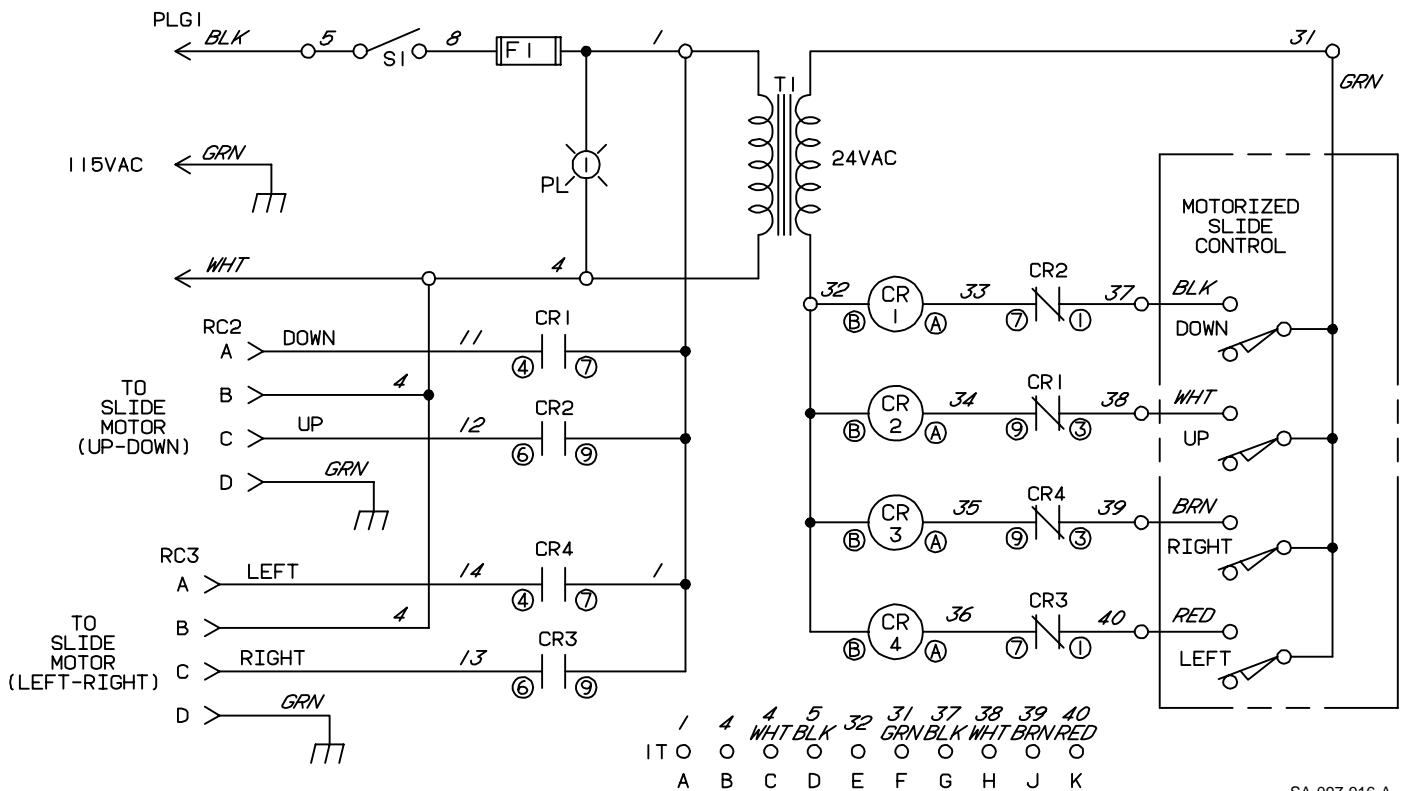 PLG1
BLK 5 S1 8 F1 1 31
T1 GRN
115VAC GRN 24VAC
PL 1
MOTORIZED
SLIDE
CONTROL
WHT 4
32 B CR 1 A 33 CR2 7 1 37 BLK
DOWN
RC2
A DOWN 11 CR1 4 7
B 4
C UP 12 CR2 6 9
D GRN
TO
SLIDE
MOTOR
(UP-DOWN)
B CR 2 A 34 CR1 9 3 38 WHT
UP
B CR 3 A 35 CR4 9 3 39 BRN
RIGHT
RC3
A LEFT 14 CR4 4 7 1
B 4
C RIGHT 13 CR3 6 9
D GRN
TO
SLIDE
MOTOR
(LEFT-RIGHT)
B CR 4 A 36 CR3 7 1 40 RED
LEFT
1 4 4 5 32 31 37 38 39 40
WHT BLK GRN BLK WHT BRN RED
1T
A B C D E F G H J K